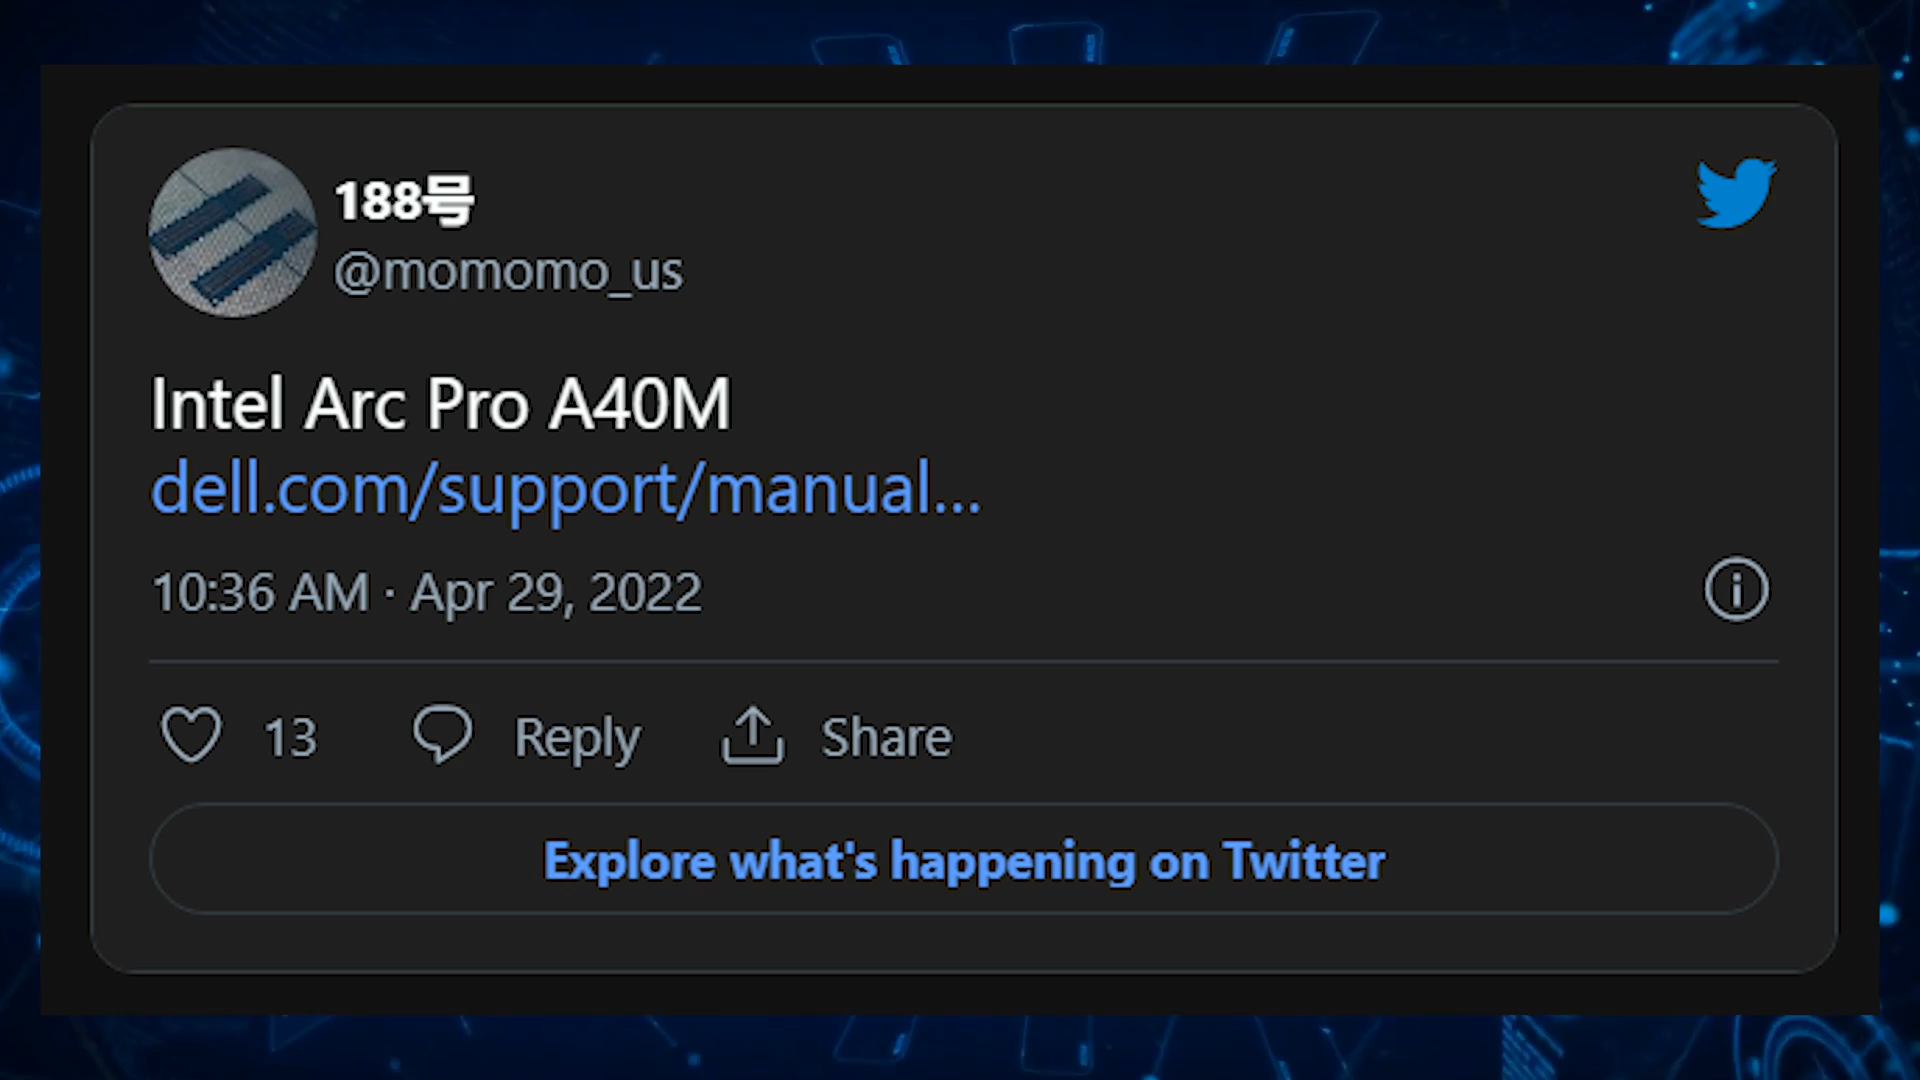 188号
@momomo_us
Intel Arc Pro A40M
dell.com/support/manual...
10:36 AM · Apr 29, 2022
13 Reply Share
Explore what's happening on Twitter